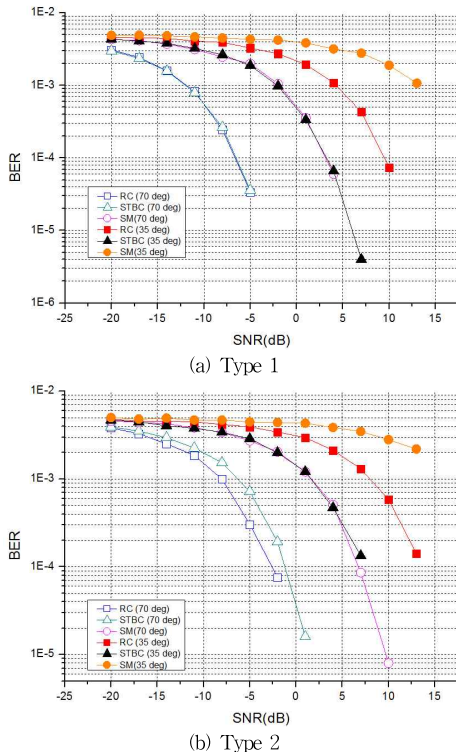 1E-2
1E-3
1E-4
1E-5
1E-6
BER
RC (70 deg)
STBC (70 deg)
SM(70 deg)
RC (35 deg)
STBC (35 deg)
SM(35 deg)
-25 -20 -15 -10 -5 0 5 10 15
SNR(dB)
(a) Type 1
1E-2
1E-3
1E-4
1E-5
BER
RC (70 deg)
STBC (70 deg)
SM(70 deg)
RC (35 deg)
STBC (35 deg)
SM(35 deg)
-25 -20 -15 -10 -5 0 5 10 15
SNR(dB)
(b) Type 2